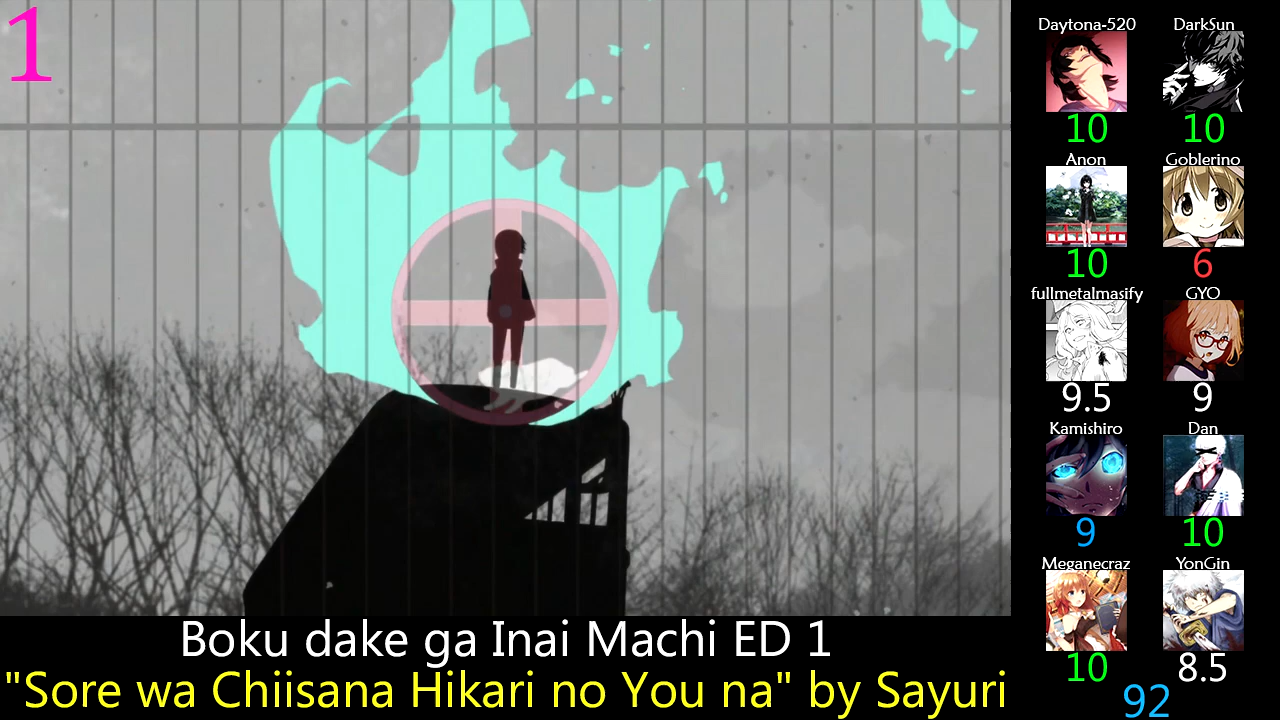 1
Daytona-520 DarkSun
10 10
Anon Goblerino
10 6
fullmetalmasify GYO
9.5 9
Kamishiro Dan
9 10
Meganecraz YonGin
10 8.5
92
Boku dake ga Inai Machi ED 1
"Sore wa Chiisana Hikari no You na" by Sayuri